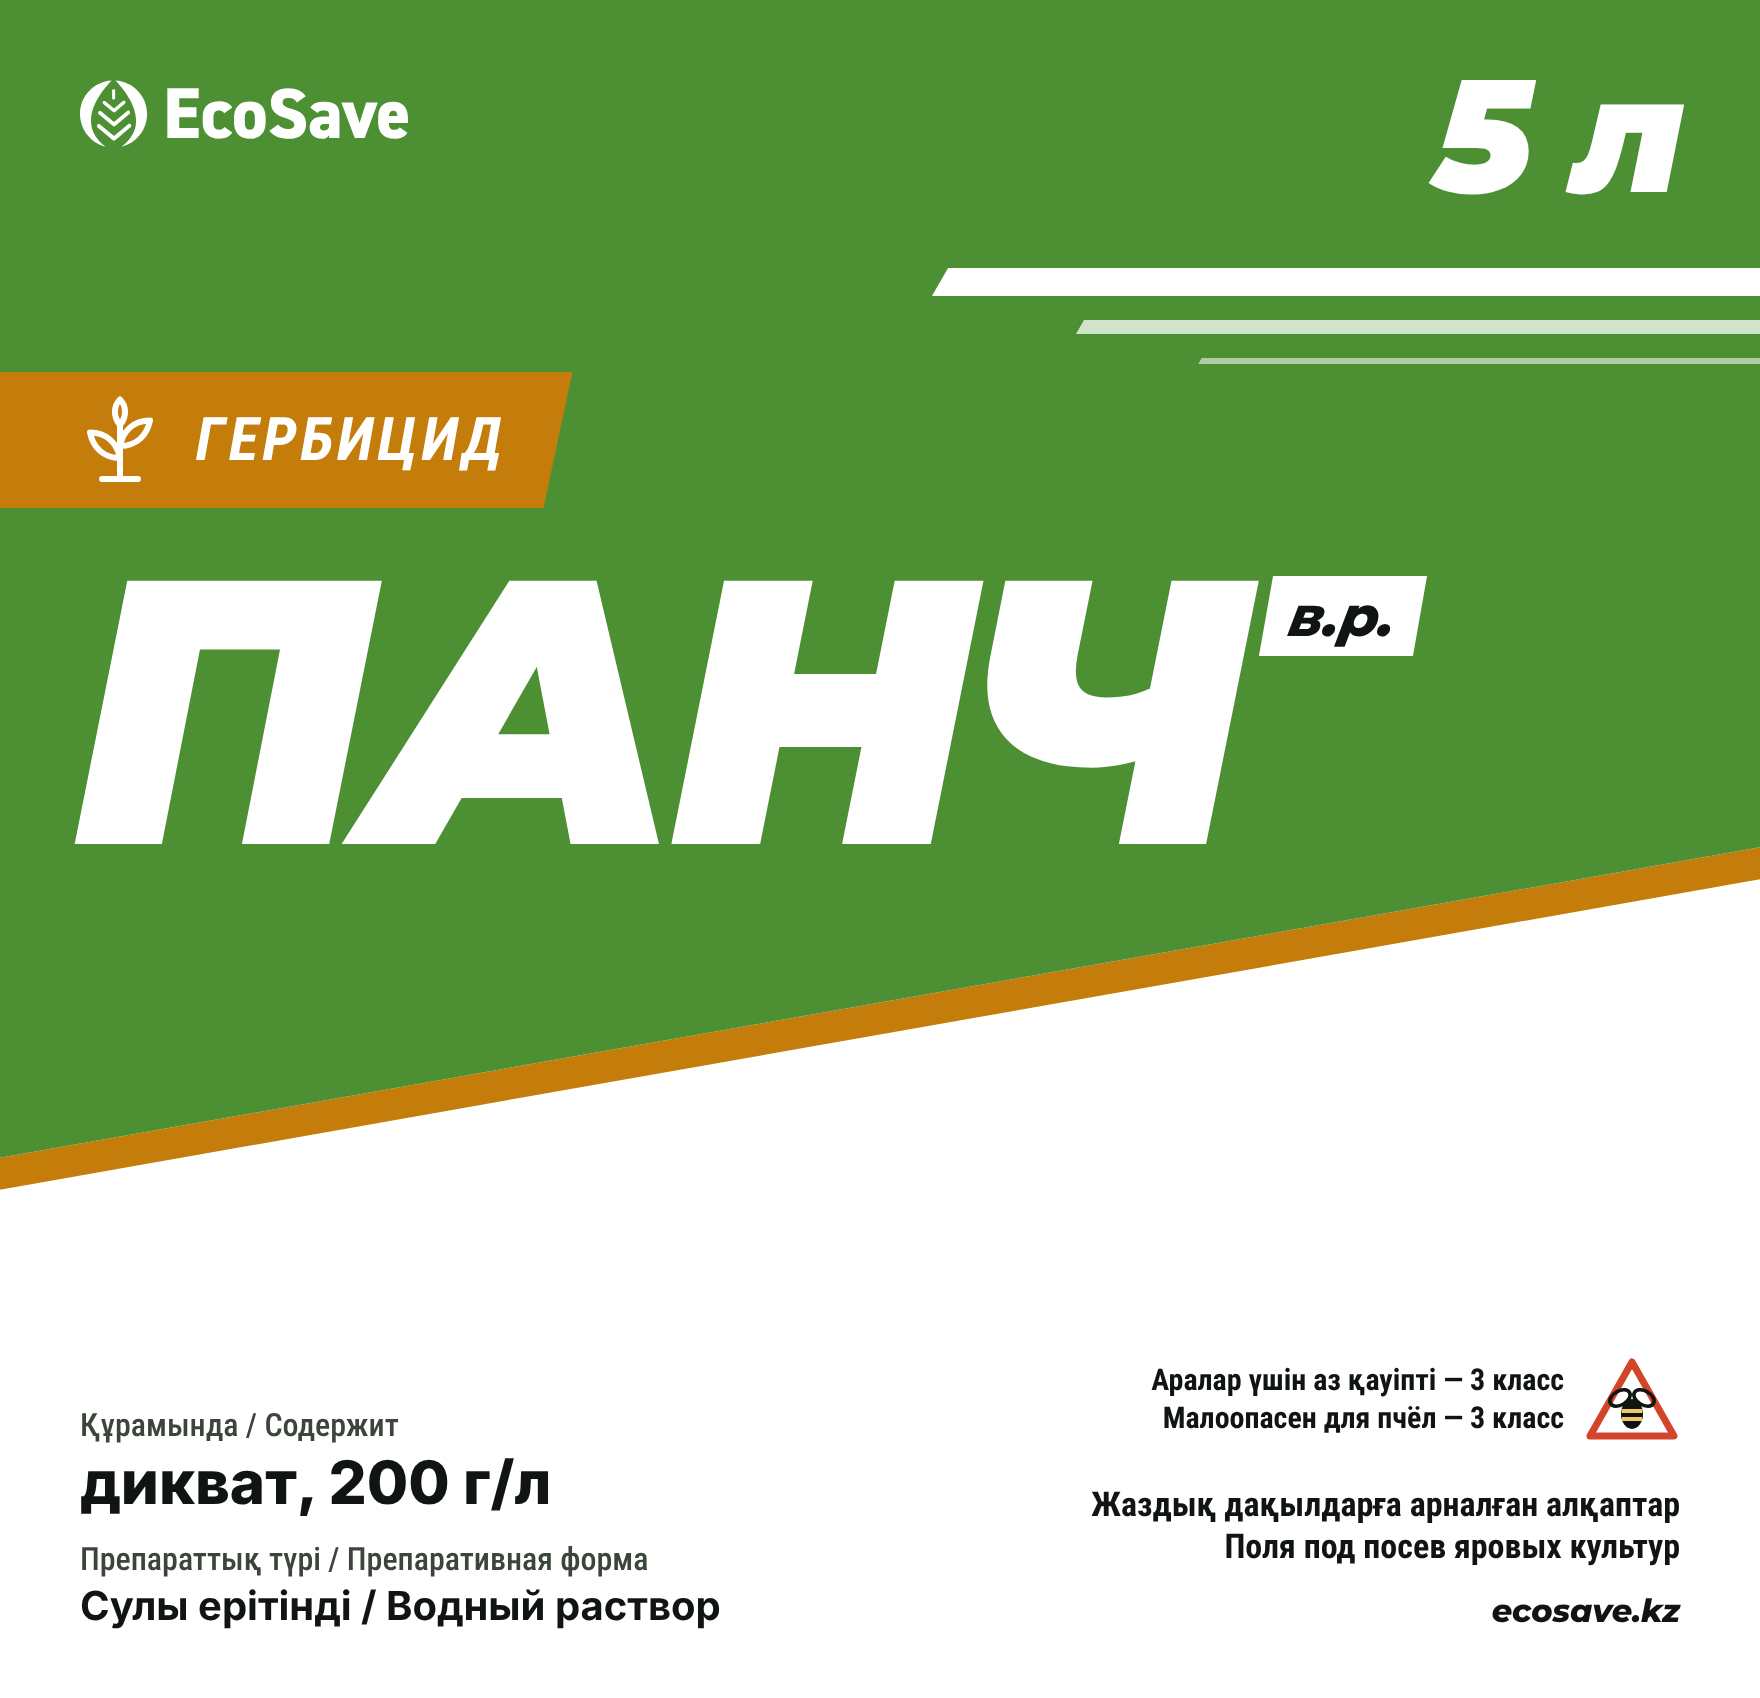 EcoSave
5 л
ГЕРБИЦИД
ПАНЧ в.р.
Құрамында / Содержит
дикват, 200 г/л
Препараттық түрі / Препаративная форма
Сулы ерітінді / Водный раствор
Аралар үшін аз қауіпті — 3 класс
Малоопасен для пчёл — 3 класс
Жаздық дақылдарға арналған алқаптар
Поля под посев яровых культур
ecosave.kz